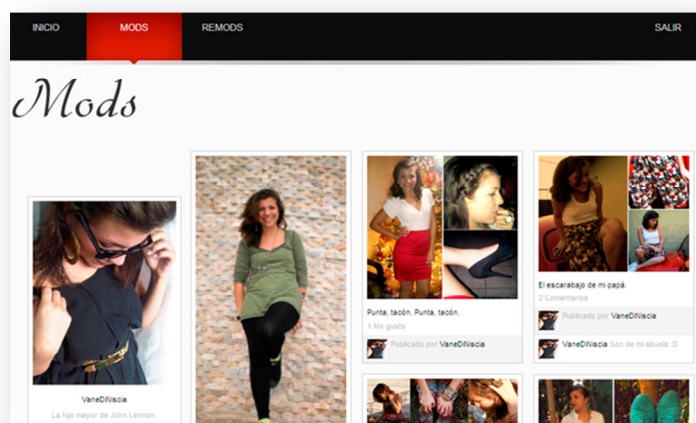 INICIO
MODS
REMODS
SALIR
Mods
VaneDiNiscia
La hija mayor de John Lennon.
Punta, tacón. Punta, tacón.
1 Me gusta
Publicado por VaneDiNiscia
El escarabajo de mi papá.
2 Comentarios
Publicado por VaneDiNiscia
VaneDiNiscia Son de mi abuela :D